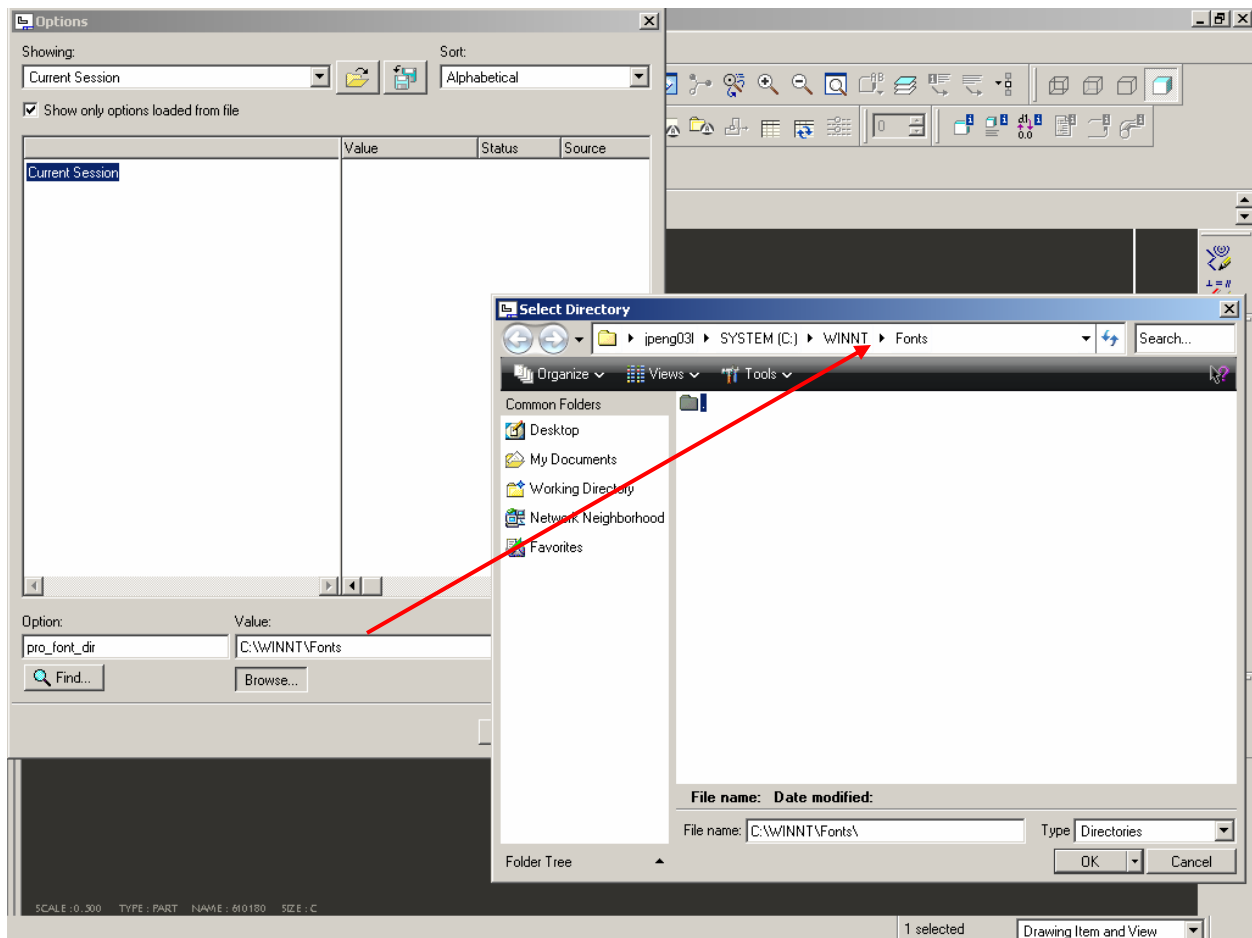 Options
Showing:
Sort:
Current Session
Alphabetical
Show only options loaded from file
Value
Status
Source
Current Session
0
0.0
Select Directory
jpeng03l
SYSTEM (C:)
WINNT
Fonts
Search...
Organize
Views
Tools
Common Folders
.
Desktop
My Documents
Working Directory
Network Neighborhood
Favorites
Option:
Value:
pro_font_dir
C:\WINNT\Fonts
Find...
Browse...
File name: Date modified:
File name:
C:\WINNT\Fonts\
Type
Directories
Folder Tree
OK
Cancel
SCALE : 0.500 TYPE : PART NAME : 610180 SIZE : C
1 selected
Drawing Item and View